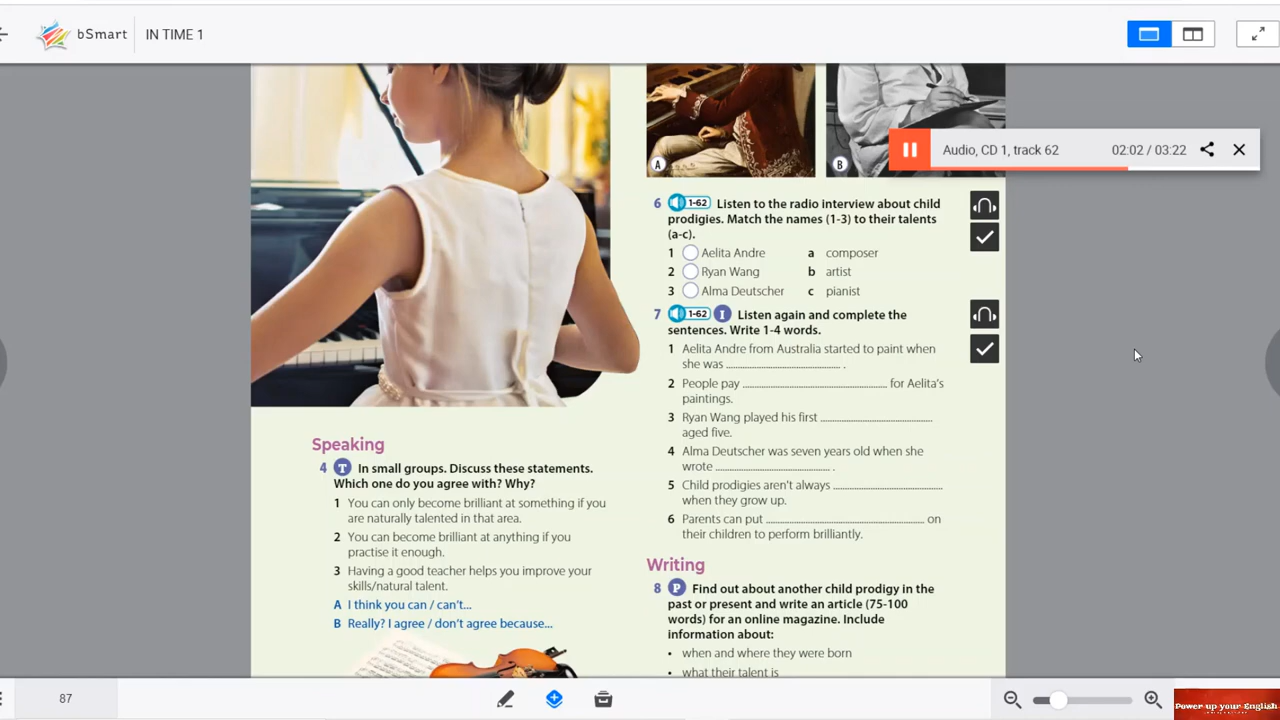 bSmart
IN TIME 1
Audio, CD 1, track 62
02:02 / 03:22
A
B
6 1-62 Listen to the radio interview about child
prodigies. Match the names (1-3) to their talents
(a-c).
1 Aelita Andre a composer
2 Ryan Wang b artist
3 Alma Deutscher c pianist
7 1-62 I Listen again and complete the
sentences. Write 1-4 words.
1 Aelita Andre from Australia started to paint when
she was ................................ .
2 People pay ................................ for Aelita's
paintings.
3 Ryan Wang played his first ................................
aged five.
4 Alma Deutscher was seven years old when she
wrote ................................ .
5 Child prodigies aren't always ................................
when they grow up.
6 Parents can put ................................ on
their children to perform brilliantly.
Writing
8 P Find out about another child prodigy in the
past or present and write an article (75-100
words) for an online magazine. Include
information about:
• when and where they were born
• what their talent is
Speaking
4 T In small groups. Discuss these statements.
Which one do you agree with? Why?
1 You can only become brilliant at something if you
are naturally talented in that area.
2 You can become brilliant at anything if you
practise it enough.
3 Having a good teacher helps you improve your
skills/natural talent.
A I think you can / can't...
B Really? I agree / don't agree because...
87
Power up your English